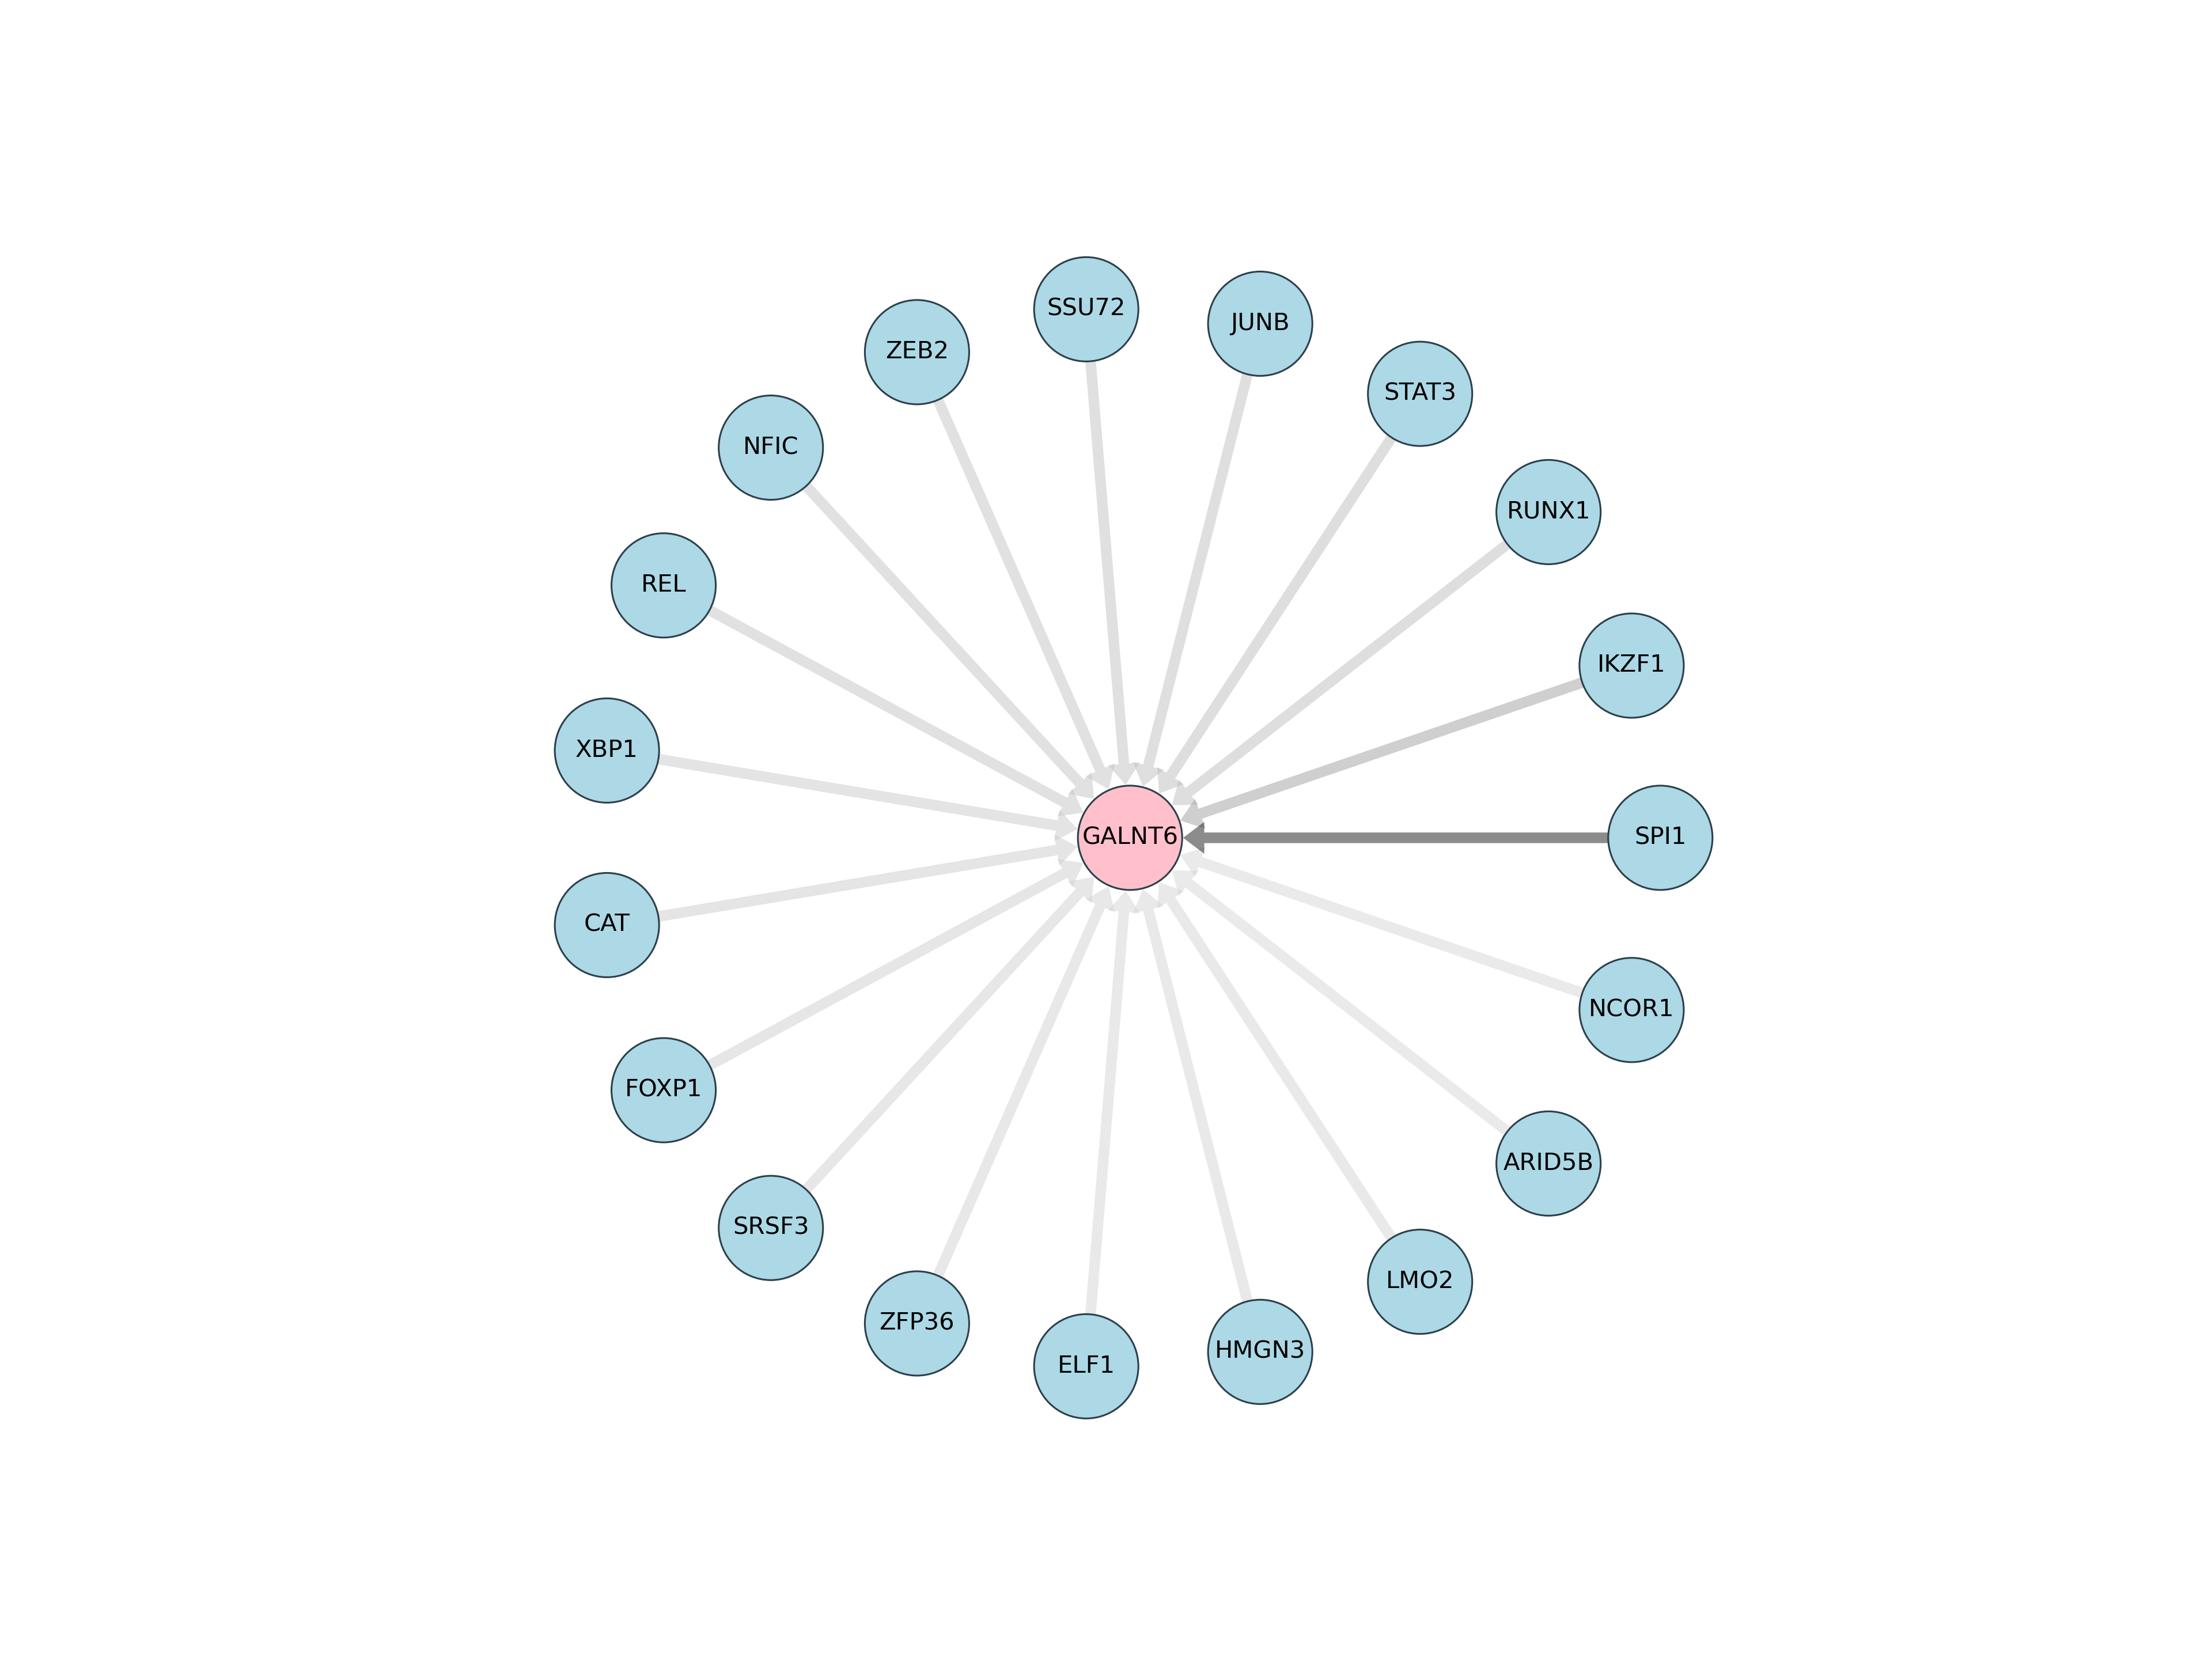 SSU72
JUNB
ZEB2
STAT3
NFIC
RUNX1
REL
IKZF1
XBP1
GALNT6
SPI1
CAT
NCOR1
FOXP1
ARID5B
SRSF3
LMO2
ZFP36
HMGN3
ELF1